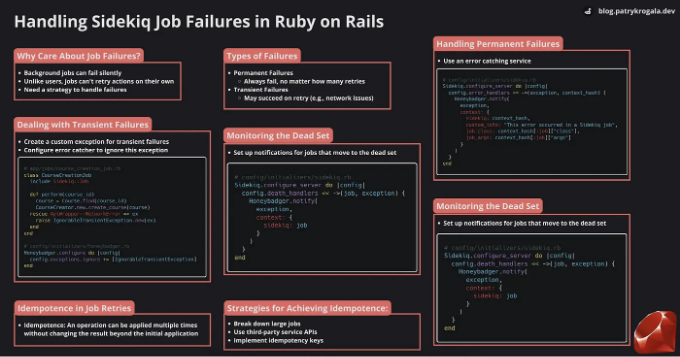 Handling Sidekiq Job Failures in Ruby on Rails
blog.patrykrogala.dev
Why Care About Job Failures?
Background jobs can fail silently
Unlike users, jobs can't retry actions on their own
Need a strategy to handle failures
Types of Failures
Permanent Failures
Always fail, no matter how many retries
Transient Failures
May succeed on retry (e.g., network issues)
Handling Permanent Failures
Use an error catching service
# config/initializers/sidekiq.rb
Sidekiq.configure_server do |config|
config.error_handlers << ->(exception, context_hash) {
Honeybadger.notify(
exception,
context: {
sidekiq: context_hash,
custom_info: "This error occurred in a Sidekiq job",
job_class: context_hash[:job]["class"],
job_args: context_hash[:job]["args"]
}
)
}
end
Dealing with Transient Failures
Create a custom exception for transient failures
Configure error catcher to ignore this exception
# app/jobs/course_creation_job.rb
class CourseCreationJob
include Sidekiq::Job
def perform(course_id)
course = Course.find(course_id)
CourseCreator.new.create_course(course)
rescue ApiWrapper::NetworkError => ex
raise IgnorableTransientException.new(ex)
end
end
# config/initializers/honeybadger.rb
Honeybadger.configure do |config|
config.exceptions.ignore += [IgnorableTransientException]
end
Monitoring the Dead Set
Set up notifications for jobs that move to the dead set
# config/initializers/sidekiq.rb
Sidekiq.configure_server do |config|
config.death_handlers << ->(job, exception) {
Honeybadger.notify(
exception,
context: {
sidekiq: job
}
)
}
end
Monitoring the Dead Set
Set up notifications for jobs that move to the dead set
# config/initializers/sidekiq.rb
Sidekiq.configure_server do |config|
config.death_handlers << ->(job, exception) {
Honeybadger.notify(
exception,
context: {
sidekiq: job
}
)
}
end
Idempotence in Job Retries
Idempotence: An operation can be applied multiple times
without changing the result beyond the initial application
Strategies for Achieving Idempotence:
Break down large jobs
Use third-party service APIs
Implement idempotency keys